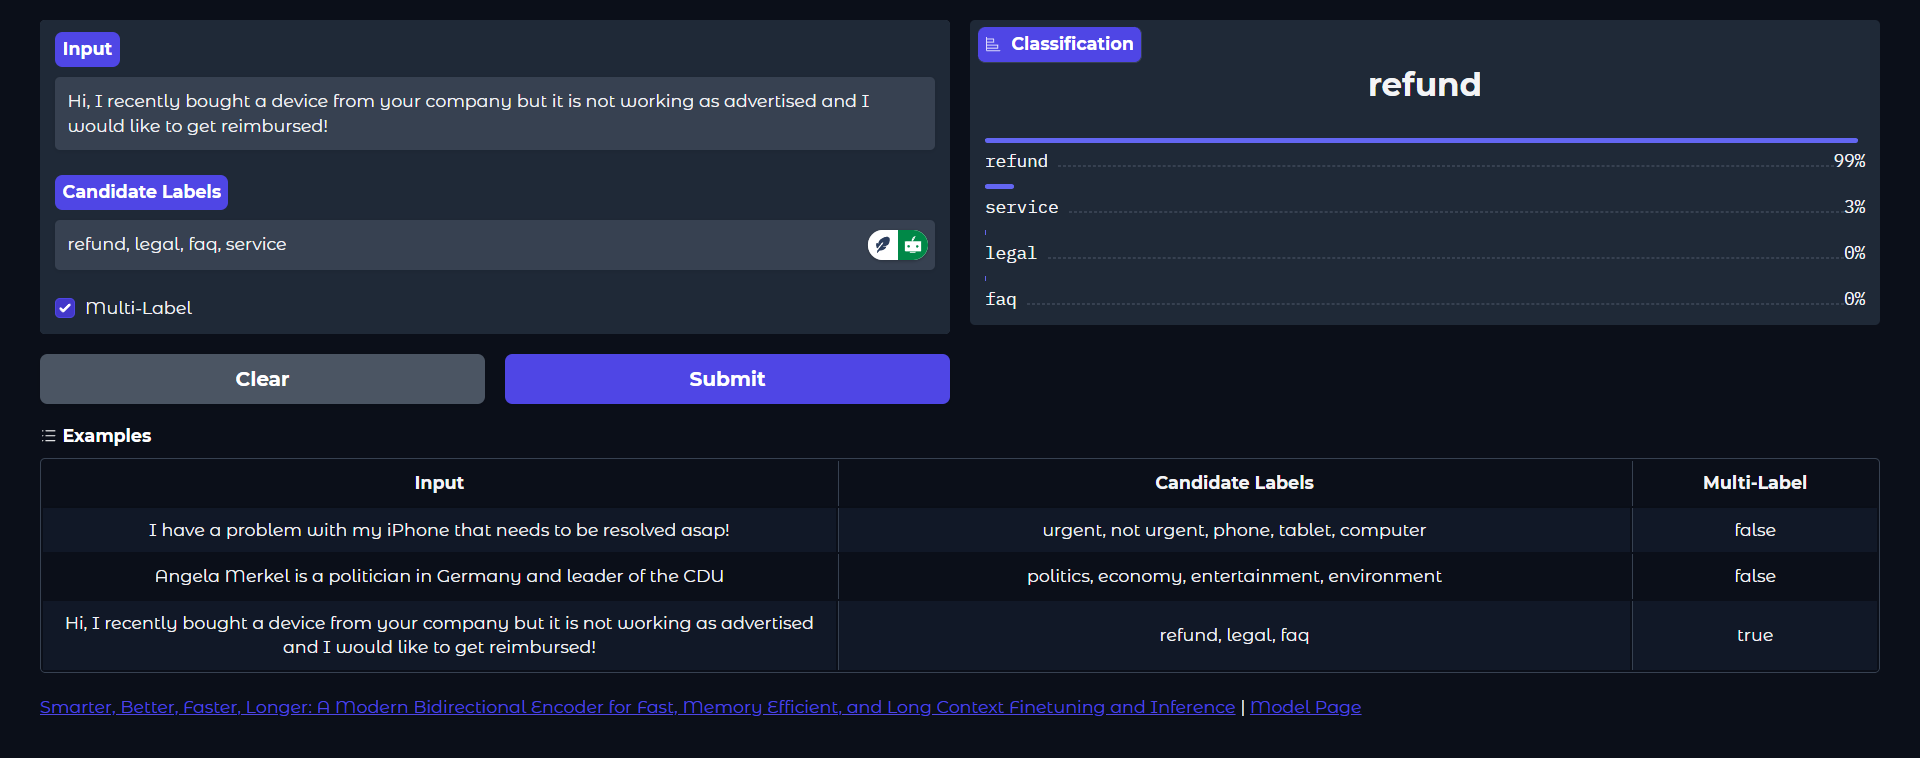 Input
Hi, I recently bought a device from your company but it is not working as advertised and I
would like to get reimbursed!
Candidate Labels
refund, legal, faq, service
Multi-Label
Clear
Submit
Classification
refund
refund 99%
service 3%
legal 0%
faq 0%
Examples
Input Candidate Labels Multi-Label
I have a problem with my iPhone that needs to be resolved asap! urgent, not urgent, phone, tablet, computer false
Angela Merkel is a politician in Germany and leader of the CDU politics, economy, entertainment, environment false
Hi, I recently bought a device from your company but it is not working as advertised
and I would like to get reimbursed! refund, legal, faq true
Smarter, Better, Faster, Longer: A Modern Bidirectional Encoder for Fast, Memory Efficient, and Long Context Finetuning and Inference | Model Page